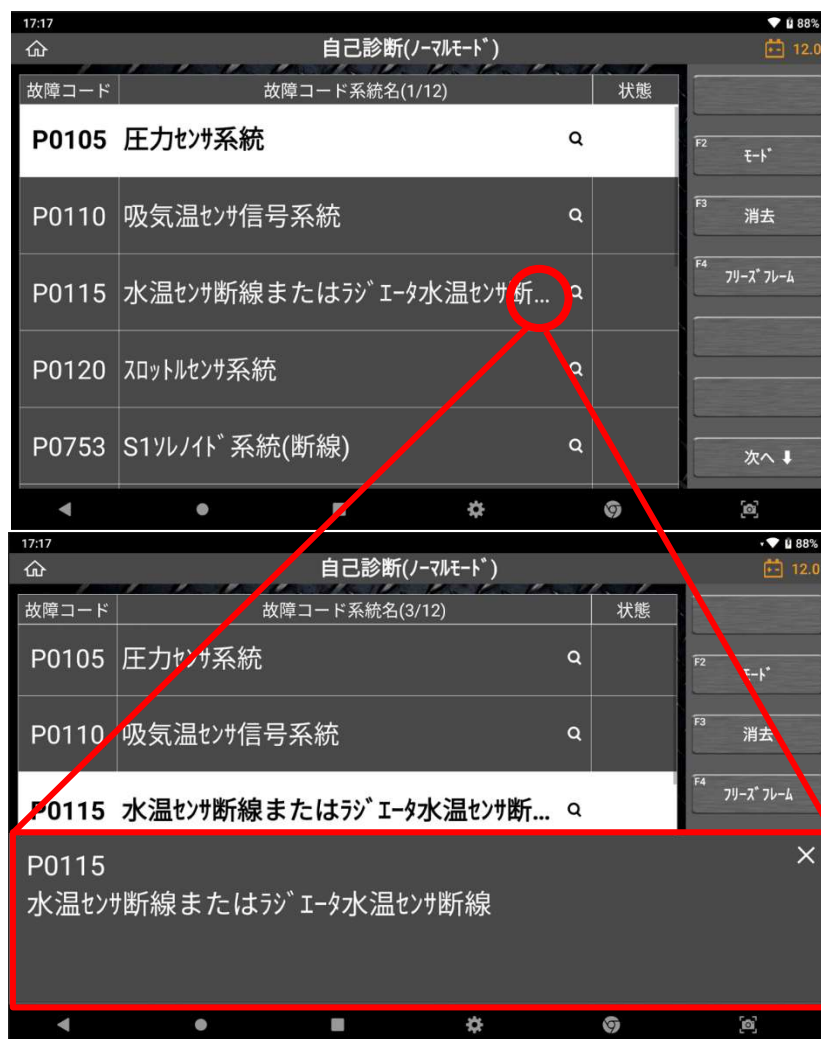 17:17
88%
自己診断(ﾉｰﾏﾙﾓｰﾄﾞ)
12.0
故障コード 故障コード系統名(1/12) 状態
P0105 圧力ｾﾝｻ系統
P0110 吸気温ｾﾝｻ信号系統
P0115 水温ｾﾝｻ断線またはﾗｼﾞｴｰﾀ水温ｾﾝｻ断...
P0120 ｽﾛｯﾄﾙｾﾝｻ系統
P0753 S1ｿﾚﾉｲﾄﾞ系統(断線)
F2 ﾓｰﾄﾞ
F3 消去
F4 ﾌﾘｰｽﾞﾌﾚｰﾑ
次へ ⬇
17:17
88%
自己診断(ﾉｰﾏﾙﾓｰﾄﾞ)
12.0
故障コード 故障コード系統名(3/12) 状態
P0105 圧力ｾﾝｻ系統
P0110 吸気温ｾﾝｻ信号系統
P0115 水温ｾﾝｻ断線またはﾗｼﾞｴｰﾀ水温ｾﾝｻ断...
F2 ﾓｰﾄﾞ
F3 消去
F4 ﾌﾘｰｽﾞﾌﾚｰﾑ
P0115
水温ｾﾝｻ断線またはﾗｼﾞｴｰﾀ水温ｾﾝｻ断線